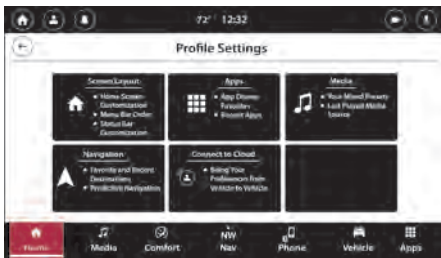 72° 12:32
Profile Settings
Screen Layout
• Home Screen
Customization
• Menu Bar Order
• Status Bar
Customization
Apps
• App Drawer
Favorites
• Recent Apps
Media
• Your Mixed Presets
• Last Played Media
Source
Navigation
• Favorite and Recent
Destinations
• Predictive Navigation
Connect to Cloud
• Bring Your
Preferences from
Vehicle to Vehicle
Home
Media
Comfort
NW
Nav
Phone
Vehicle
Apps